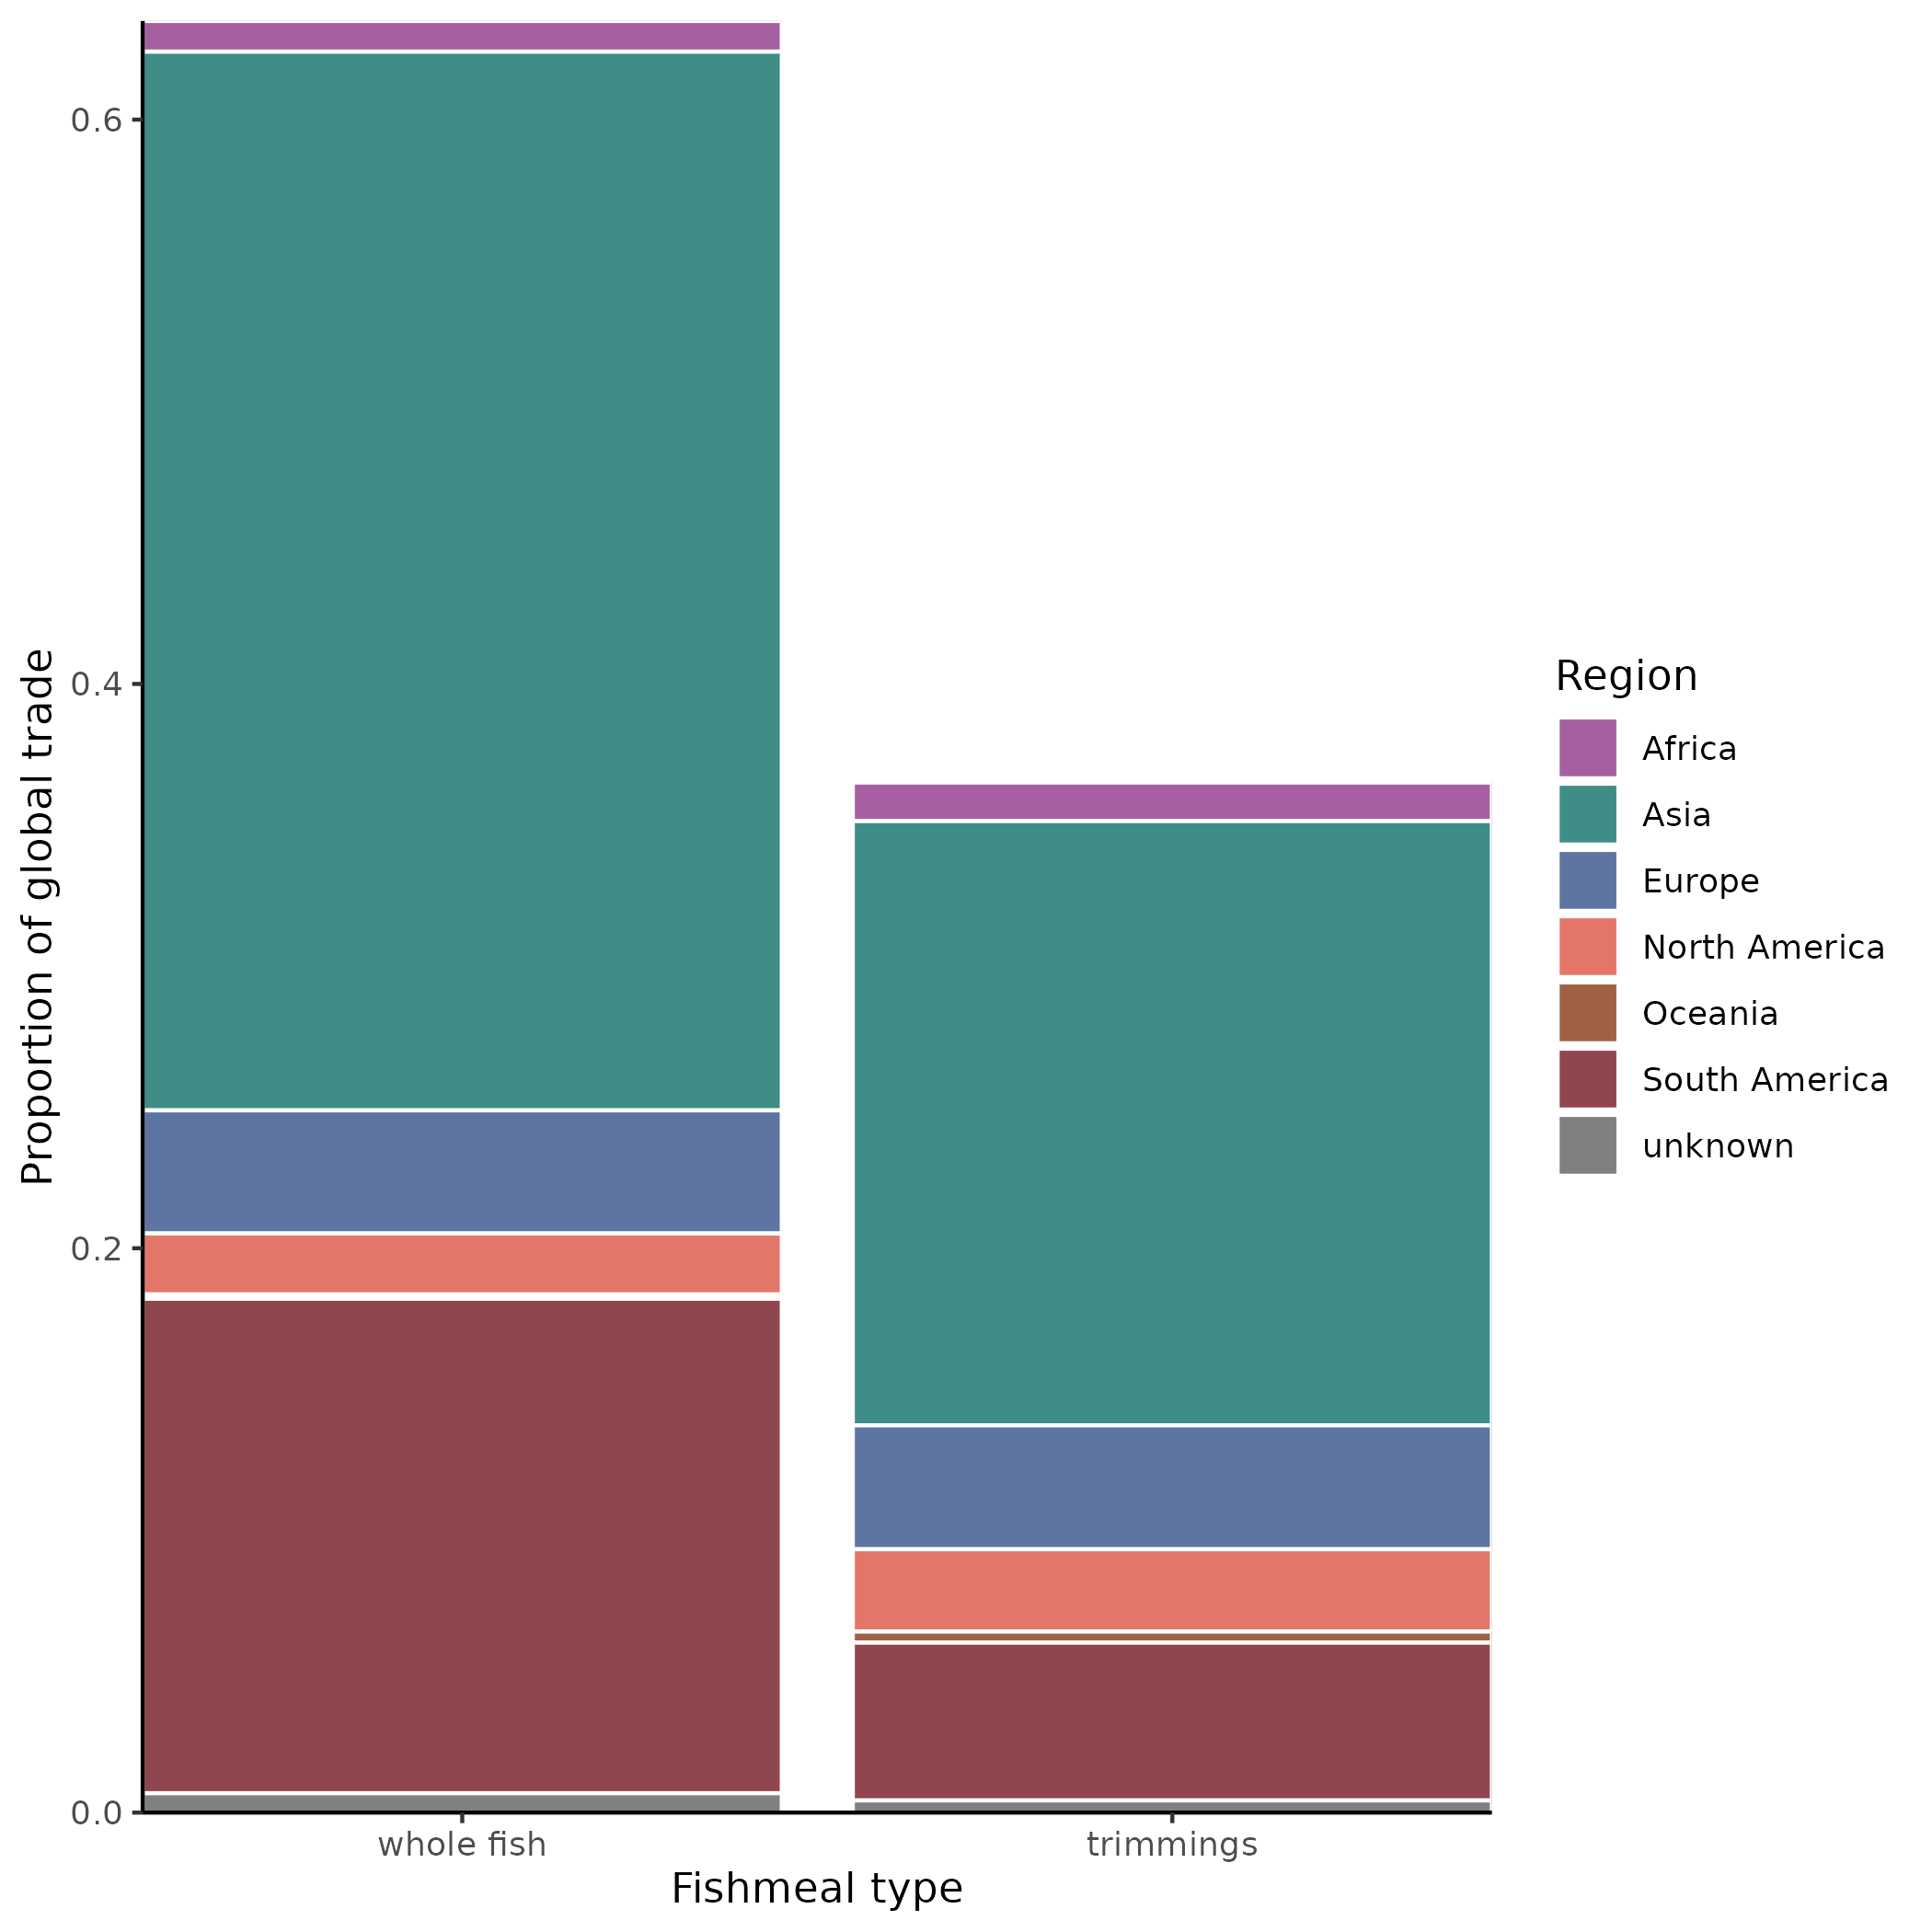 Proportion of global trade
0.6
0.4
0.2
0.0
whole fish
trimmings
Fishmeal type
Region
Africa
Asia
Europe
North America
Oceania
South America
unknown